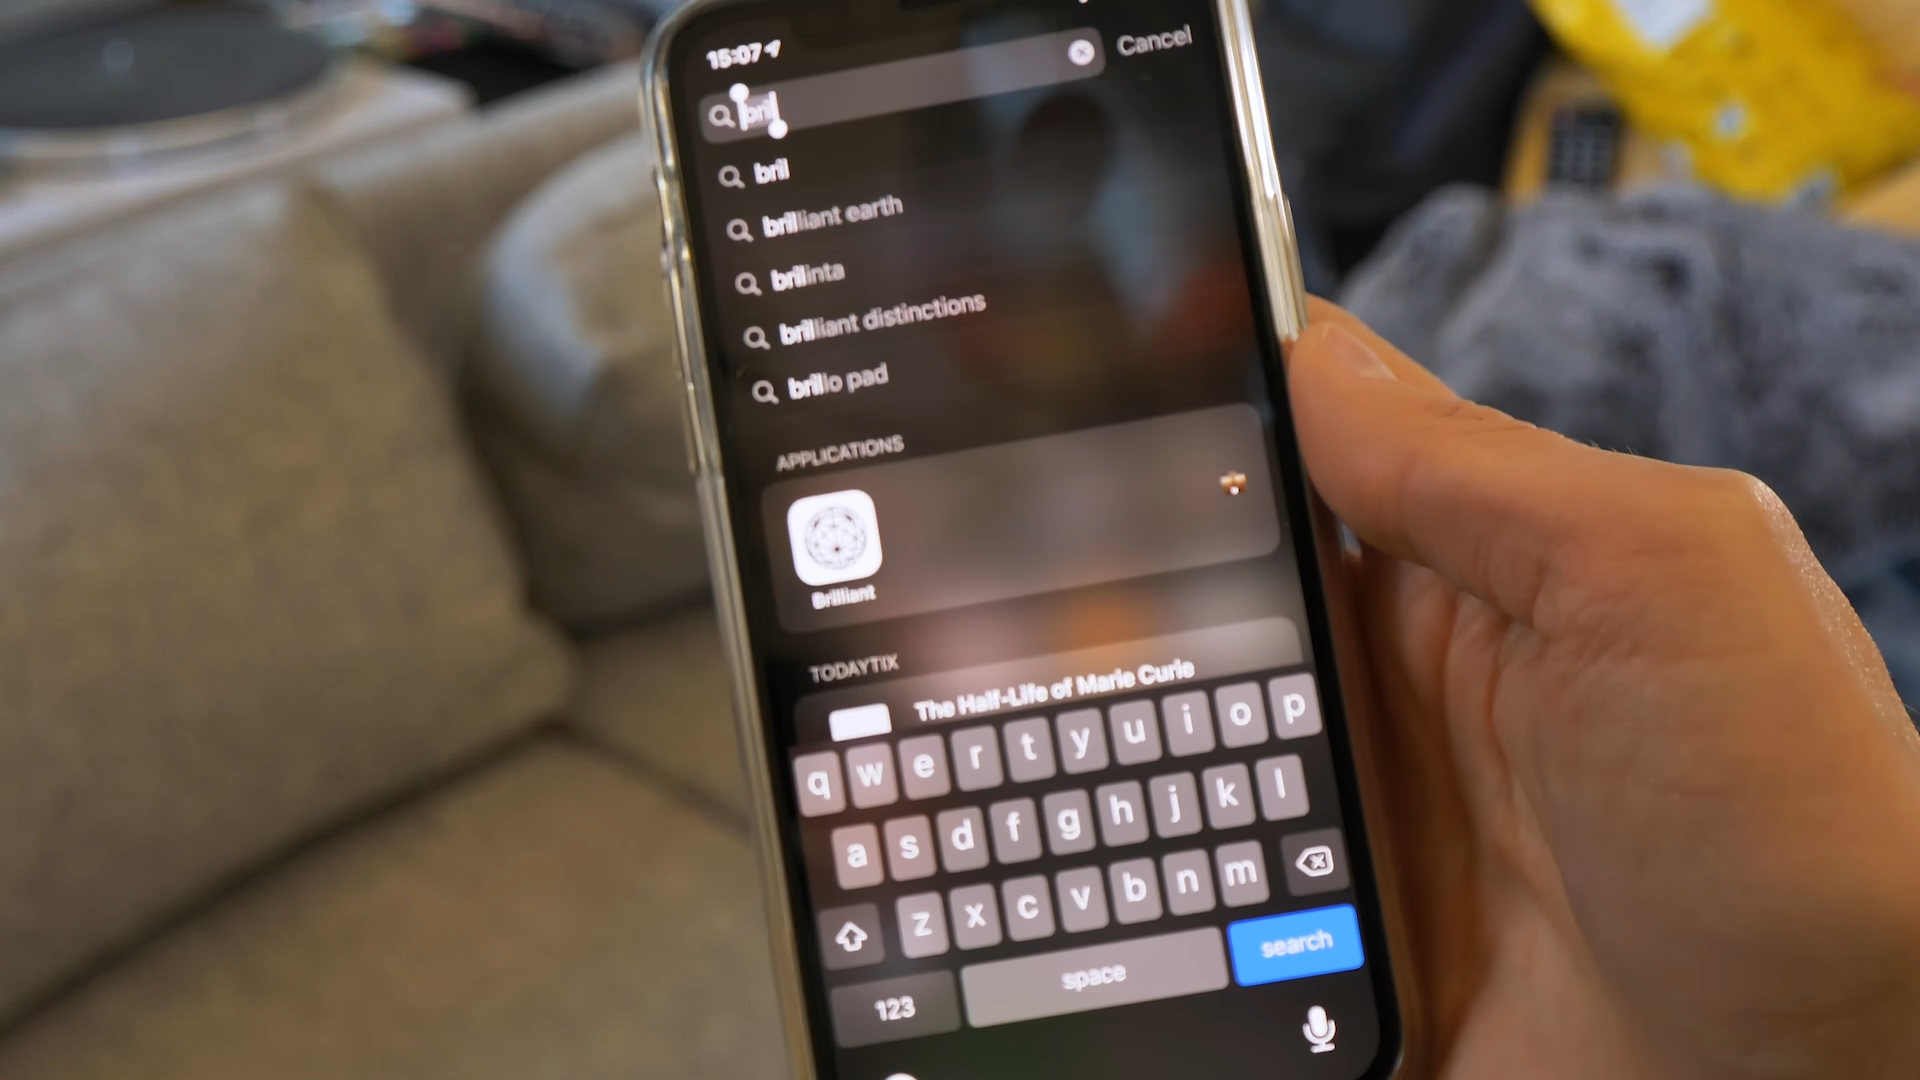 15:07
Cancel
bril
bril
brilliant earth
brilinta
brilliant distinctions
brillo pad
APPLICATIONS
Brilliant
TODAYTIX
The Half-Life of Marie Curie
q w e r t y u i o p
a s d f g h j k l
z x c v b n m
123
space
search